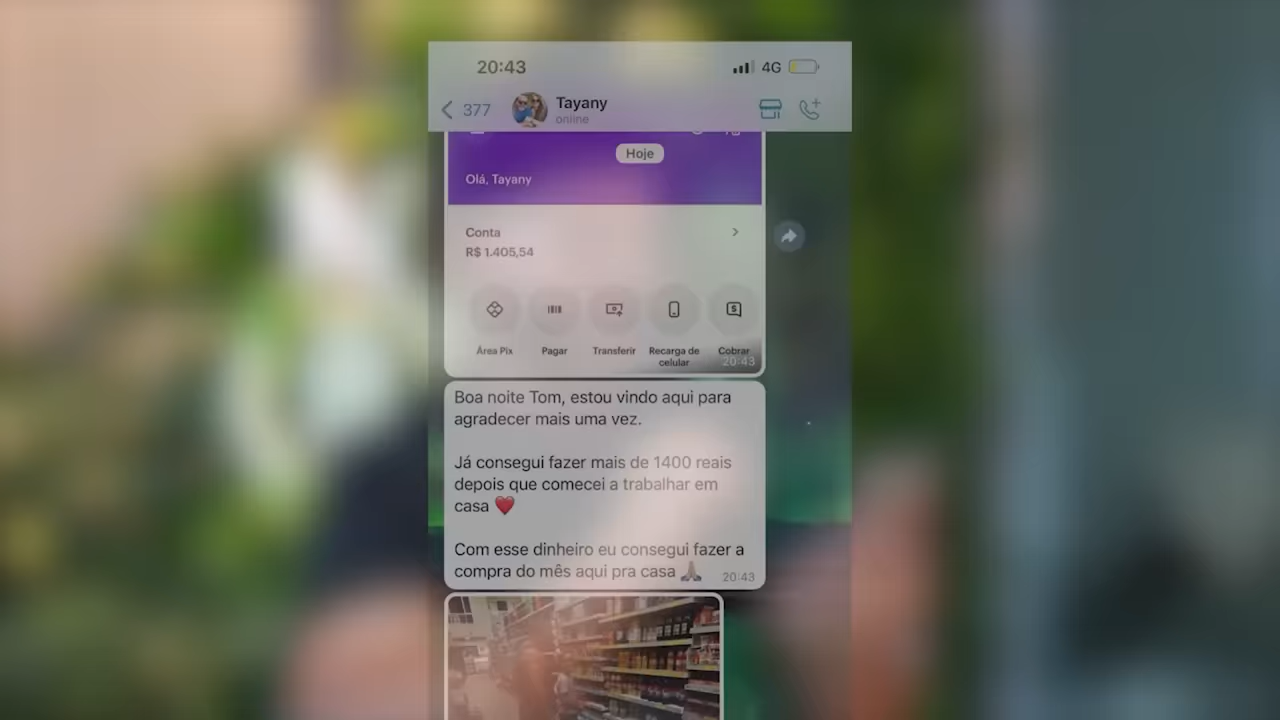 20:43
4G
377
Tayany
online
Hoje
Olá, Tayany
Conta
R$ 1.405,54
Área Pix
Pagar
Transferir
Recarga de
celular
Cobrar
20:43
Boa noite Tom, estou vindo aqui para
agradecer mais uma vez.
Já consegui fazer mais de 1400 reais
depois que comecei a trabalhar em
casa ❤️
Com esse dinheiro eu consegui fazer a
compra do mês aqui pra casa 🙏🏼
20:43